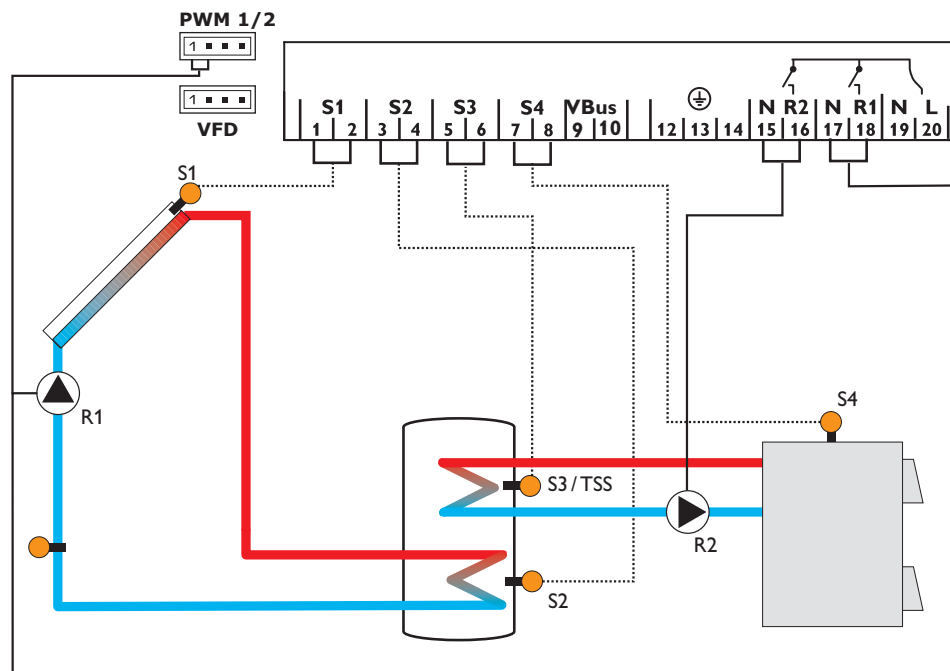 PWM 1/2
1
1
VFD
S1 S2 S3 S4 VBus N R2 N R1 N L
1 2 3 4 5 6 7 8 9 10 12 13 14 15 16 17 18 19 20
S1
R1
S4
S3 / TSS
R2
S2